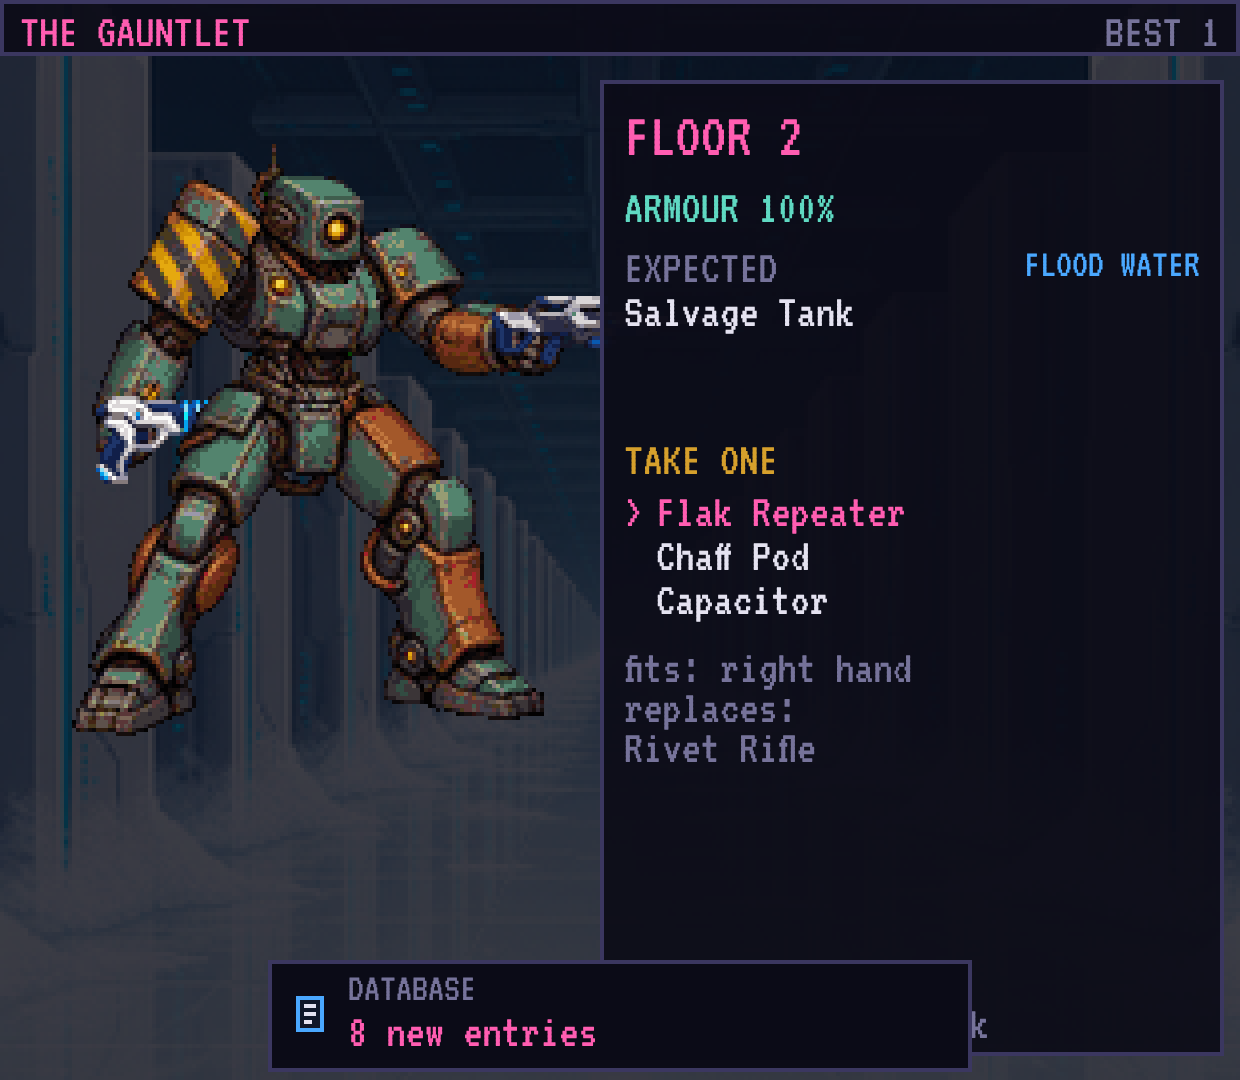 THE GAUNTLET
BEST 1
FLOOR 2
ARMOUR 100%
EXPECTED
FLOOD WATER
Salvage Tank
TAKE ONE
> Flak Repeater
Chaff Pod
Capacitor
fits: right hand
replaces:
Rivet Rifle
DATABASE
8 new entries